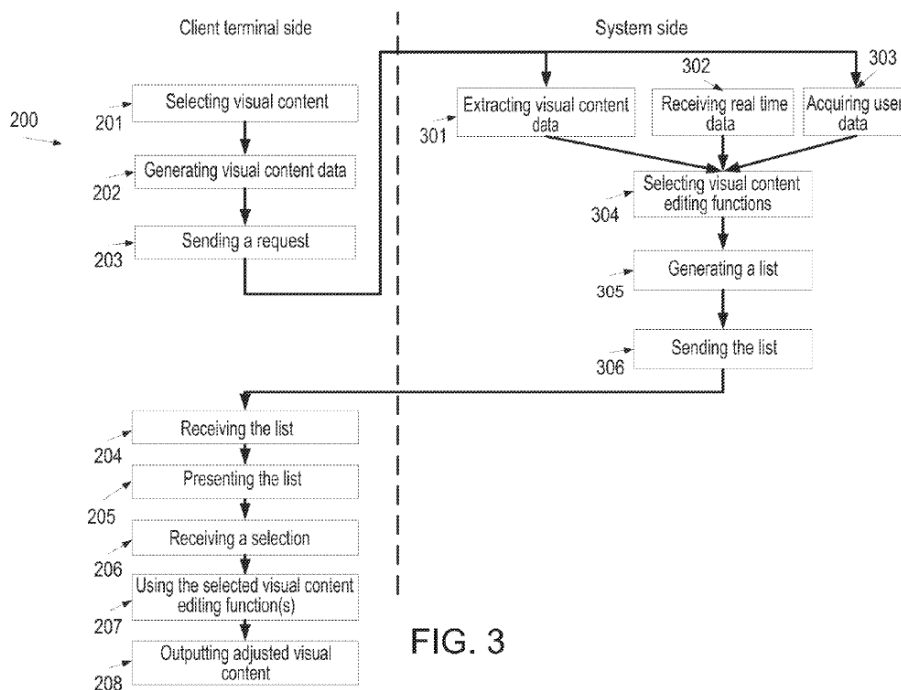 Client terminal side
System side
200
201
Selecting visual content
202
Generating visual content data
203
Sending a request
301
Extracting visual content
data
302
Receiving real time
data
303
Acquiring user
data
304
Selecting visual content
editing functions
305
Generating a list
306
Sending the list
204
Receiving the list
205
Presenting the list
206
Receiving a selection
207
Using the selected visual content
editing function(s)
208
Outputting adjusted visual
content
FIG. 3